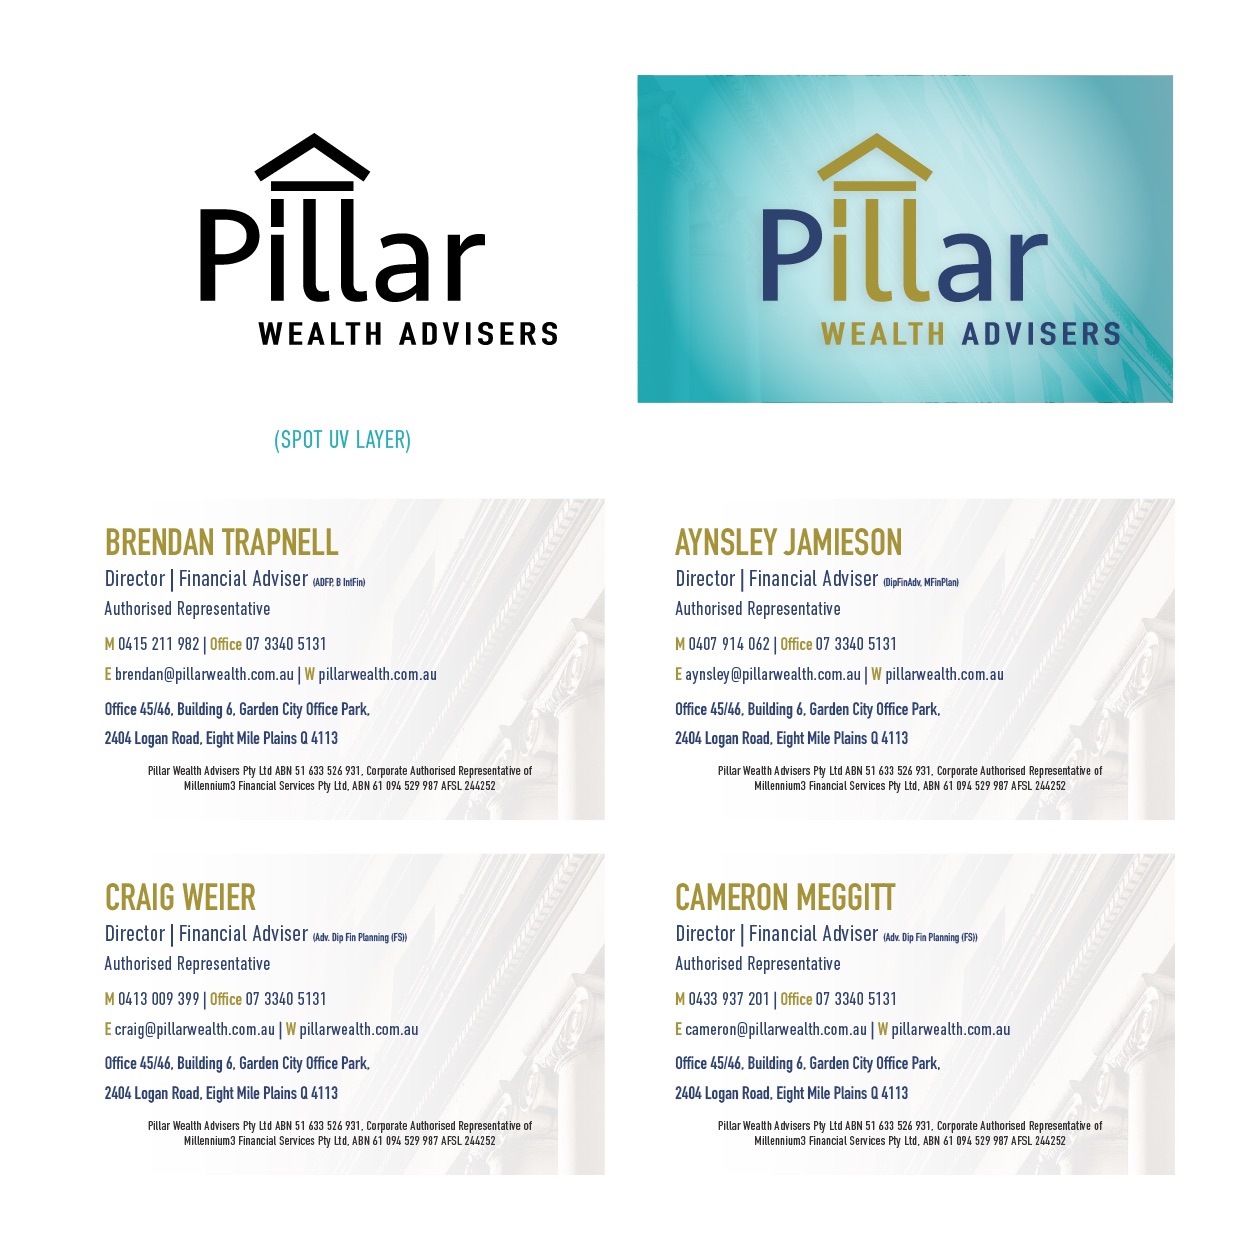 Pillar
WEALTH ADVISERS
Pillar
WEALTH ADVISERS
(SPOT UV LAYER)
BRENDAN TRAPNELL
Director | Financial Adviser (ADFP, B IntFin)
Authorised Representative
M 0415 211 982 | Office 07 3340 5131
E brendan@pillarwealth.com.au | W pillarwealth.com.au
Office 45/46, Building 6, Garden City Office Park,
2404 Logan Road, Eight Mile Plains Q 4113
Pillar Wealth Advisers Pty Ltd ABN 51 633 526 931, Corporate Authorised Representative of
Millennium3 Financial Services Pty Ltd, ABN 61 094 529 987 AFSL 244252
AYNSLEY JAMIESON
Director | Financial Adviser (DipFinAdv, MFinPlan)
Authorised Representative
M 0407 914 062 | Office 07 3340 5131
E aynsley@pillarwealth.com.au | W pillarwealth.com.au
Office 45/46, Building 6, Garden City Office Park,
2404 Logan Road, Eight Mile Plains Q 4113
Pillar Wealth Advisers Pty Ltd ABN 51 633 526 931, Corporate Authorised Representative of
Millennium3 Financial Services Pty Ltd, ABN 61 094 529 987 AFSL 244252
CRAIG WEIER
Director | Financial Adviser (Adv. Dip Fin Planning (FS))
Authorised Representative
M 0413 009 399 | Office 07 3340 5131
E craig@pillarwealth.com.au | W pillarwealth.com.au
Office 45/46, Building 6, Garden City Office Park,
2404 Logan Road, Eight Mile Plains Q 4113
Pillar Wealth Advisers Pty Ltd ABN 51 633 526 931, Corporate Authorised Representative of
Millennium3 Financial Services Pty Ltd, ABN 61 094 529 987 AFSL 244252
CAMERON MEGGITT
Director | Financial Adviser (Adv. Dip Fin Planning (FS))
Authorised Representative
M 0433 937 201 | Office 07 3340 5131
E cameron@pillarwealth.com.au | W pillarwealth.com.au
Office 45/46, Building 6, Garden City Office Park,
2404 Logan Road, Eight Mile Plains Q 4113
Pillar Wealth Advisers Pty Ltd ABN 51 633 526 931, Corporate Authorised Representative of
Millennium3 Financial Services Pty Ltd, ABN 61 094 529 987 AFSL 244252